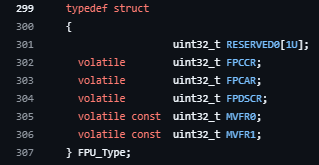 299 typedef struct
300 {
301 uint32_t RESERVED0[1U];
302 volatile uint32_t FPCCR;
303 volatile uint32_t FPCAR;
304 volatile uint32_t FPDSCR;
305 volatile const uint32_t MVFR0;
306 volatile const uint32_t MVFR1;
307 } FPU_Type;